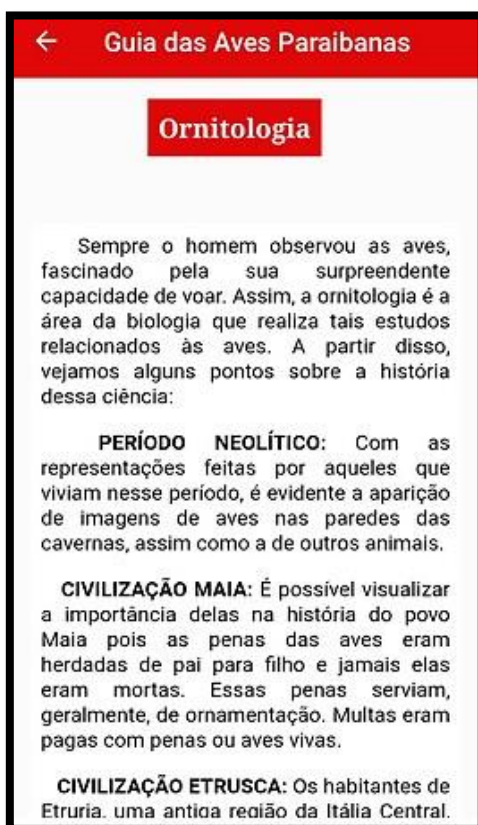 Guia das Aves Paraibanas
Ornitologia
Sempre o homem observou as aves,
fascinado pela sua surpreendente
capacidade de voar. Assim, a ornitologia é a
área da biologia que realiza tais estudos
relacionados às aves. A partir disso,
vejamos alguns pontos sobre a história
dessa ciência:
PERÍODO NEOLÍTICO: Com as
representações feitas por aqueles que
viviam nesse período, é evidente a aparição
de imagens de aves nas paredes das
cavernas, assim como a de outros animais.
CIVILIZAÇÃO MAIA: É possível visualizar
a importância delas na história do povo
Maia pois as penas das aves eram
herdadas de pai para filho e jamais elas
eram mortas. Essas penas serviam,
geralmente, de ornamentação. Multas eram
pagas com penas ou aves vivas.
CIVILIZAÇÃO ETRUSCA: Os habitantes de
Etruria, uma antiga região da Itália Central,